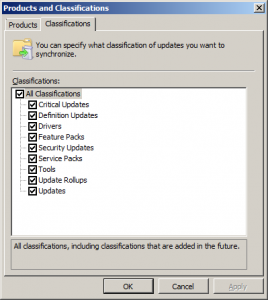 Products and Classifications
Products
Classifications
You can specify what classification of updates you want to
synchronize.
Classifications:
All Classifications
Critical Updates
Definition Updates
Drivers
Feature Packs
Security Updates
Service Packs
Tools
Update Rollups
Updates
All classifications, including classifications that are added in the future.
OK
Cancel
Apply